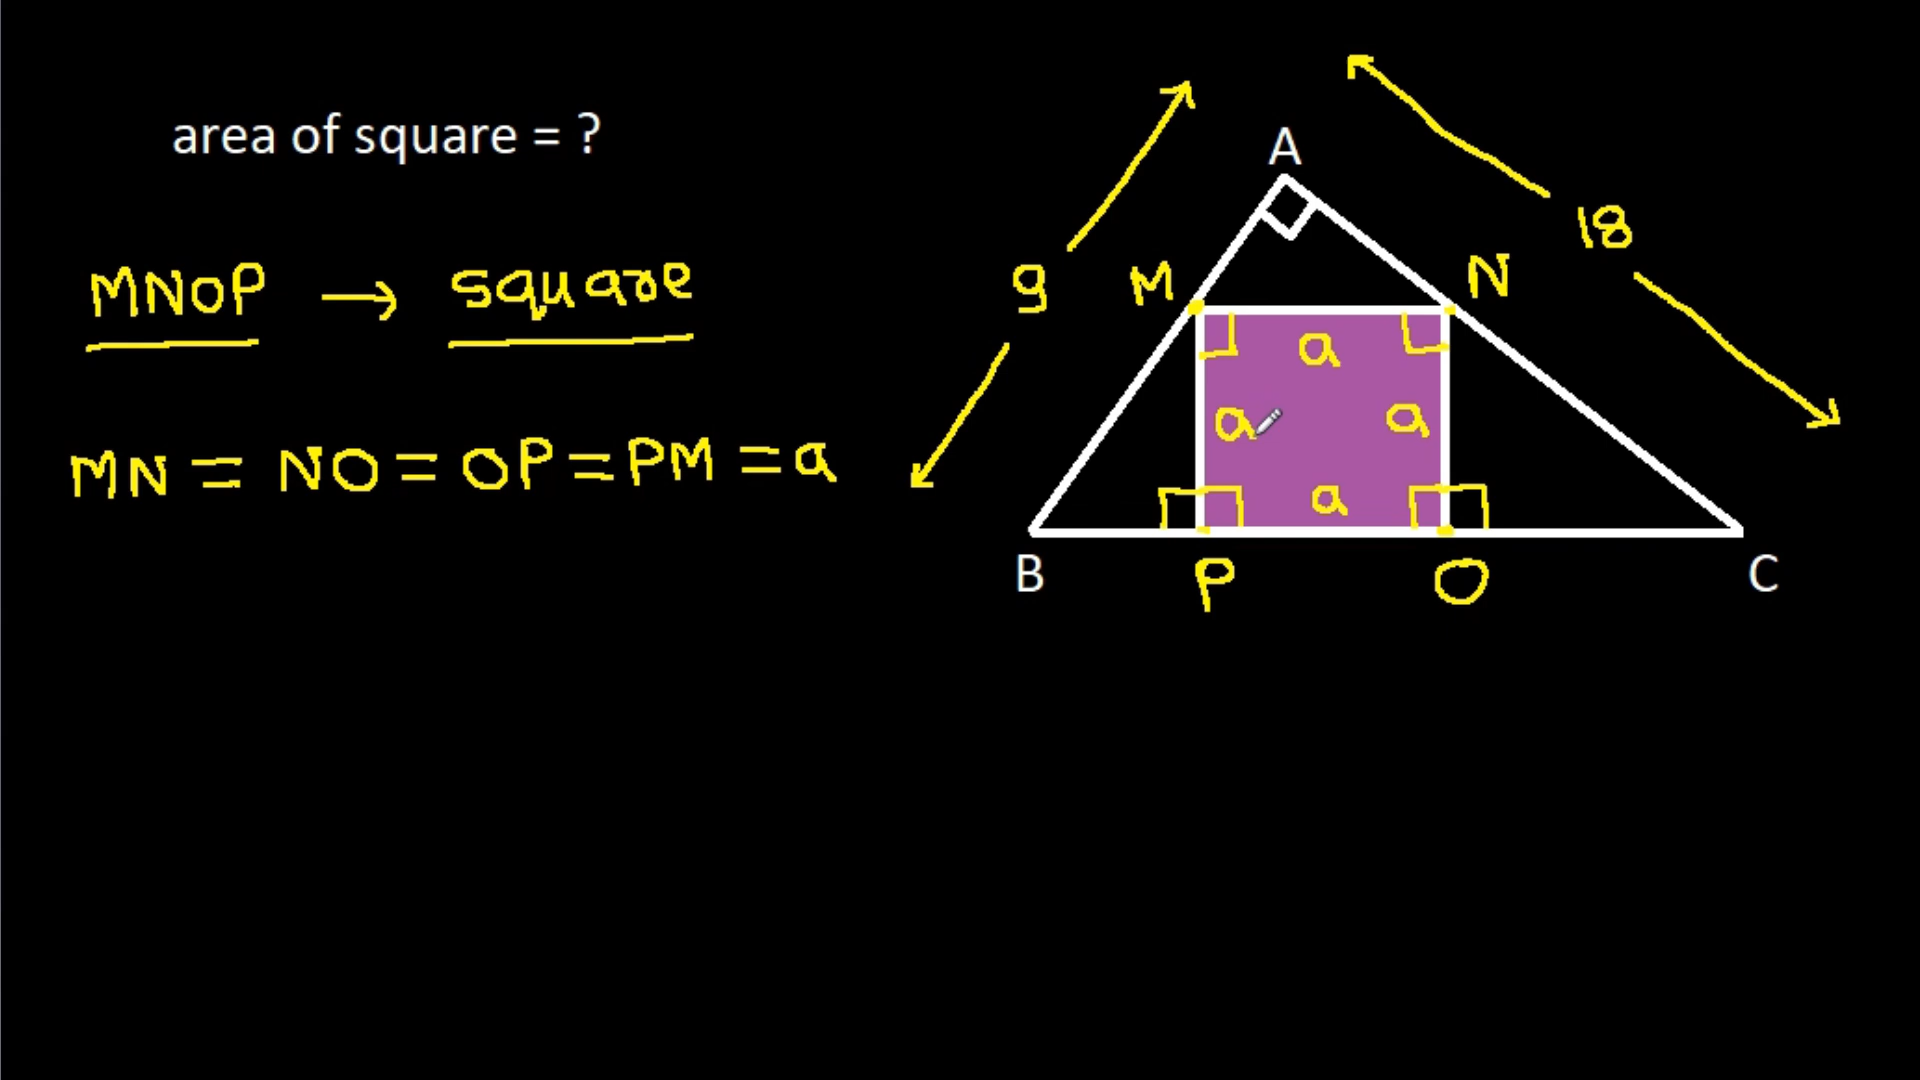 area of square = ?
MNOP → square
MN = NO = OP = PM = a
A
18
9
M
N
a
a
a
a
B
P
O
C